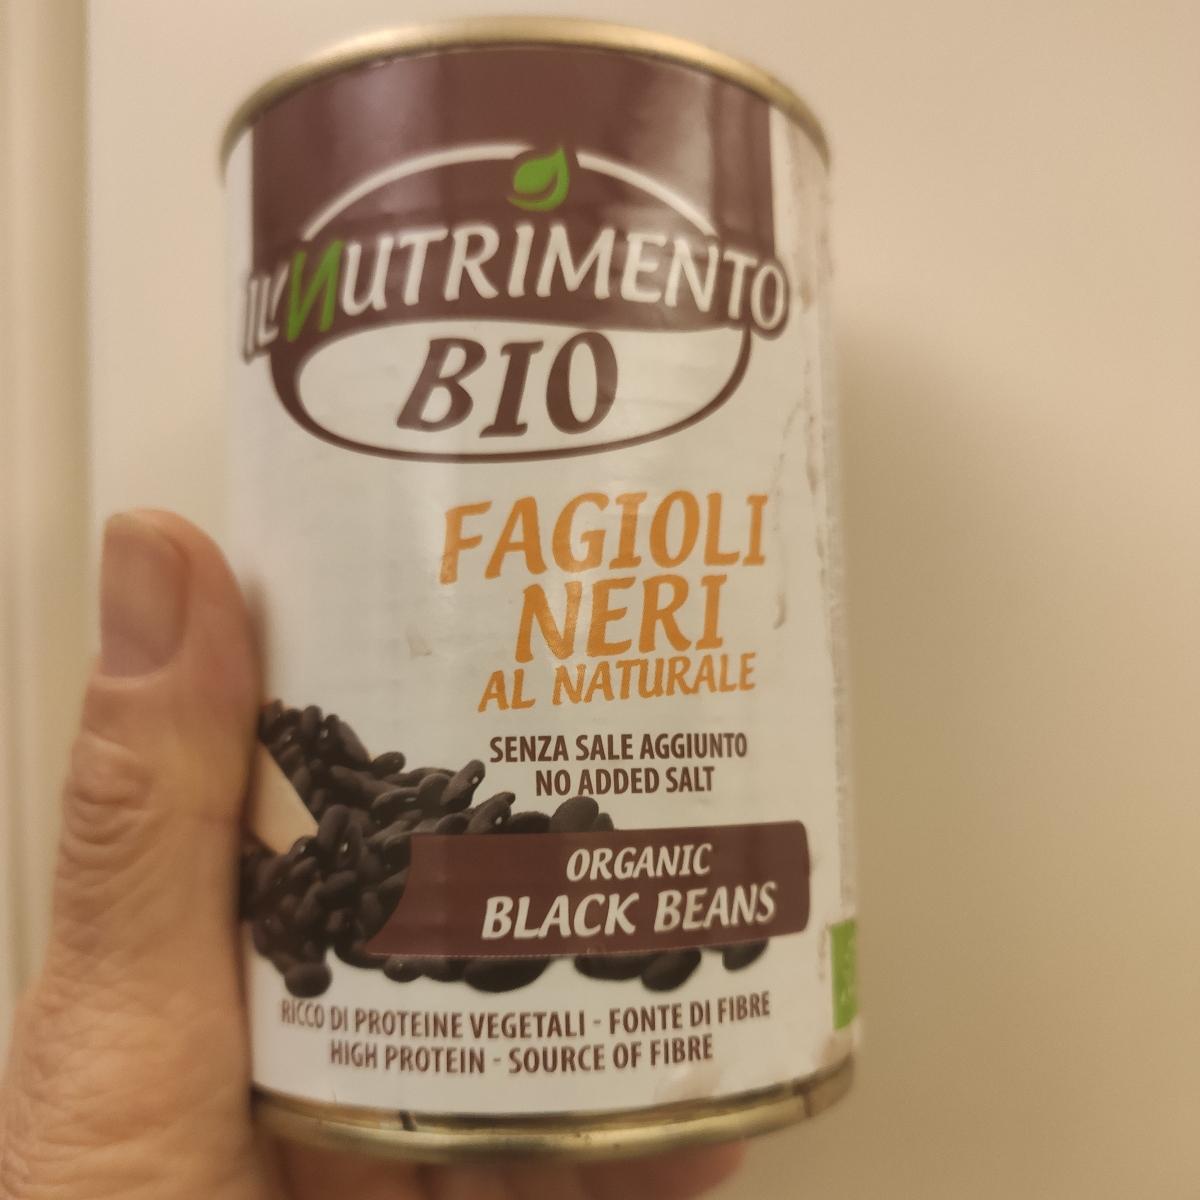 IL NUTRIMENTO
BIO
FAGIOLI
NERI
AL NATURALE
SENZA SALE AGGIUNTO
NO ADDED SALT
ORGANIC
BLACK BEANS
RICCO DI PROTEINE VEGETALI - FONTE DI FIBRE
HIGH PROTEIN - SOURCE OF FIBRE